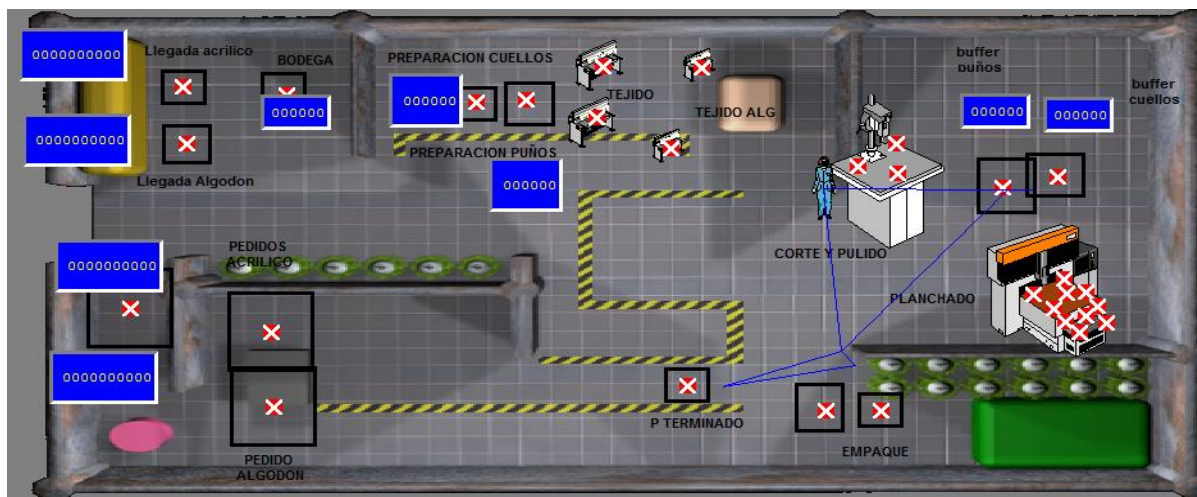 0000000000
Llegada acrilico
BODEGA
000000
PREPARACION CUELLOS
000000
TEJIDO
TEJIDO ALG
buffer
puños
buffer
cuellos
000000
000000
0000000000
Llegada Algodon
PREPARACION PUÑOS
000000
PEDIDOS
ACRILICO
0000000000
CORTE Y PULIDO
PLANCHADO
0000000000
P TERMINADO
EMPAQUE
PEDIDO
ALGODON